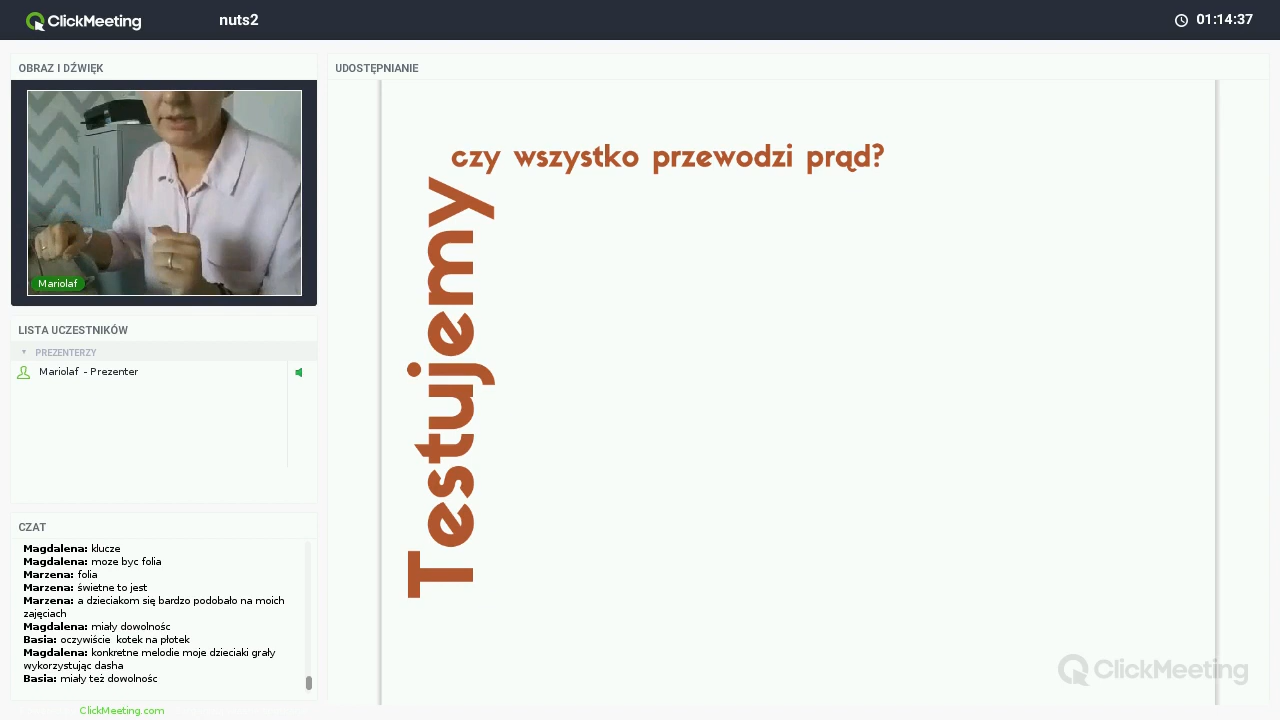 ClickMeeting
nuts2
01:14:37
OBRAZ I DŹWIĘK
Mariolaf
LISTA UCZESTNIKÓW
PREZENTERZY
Mariolaf - Prezenter
CZAT
Magdalena: klucze
Magdalena: moze byc folia
Marzena: folia
Marzena: świetne to jest
Marzena: a dzieciakom się bardzo podobało na moich
zajęciach
Magdalena: miały dowolnośc
Basia: oczywiście kotek na płotek
Magdalena: konkretne melodie moje dzieciaki grały
wykorzystując dasha
Basia: miały też dowolnośc
ClickMeeting.com
UDOSTĘPNIANIE
czy wszystko przewodzi prąd?
Testujemy
ClickMeeting